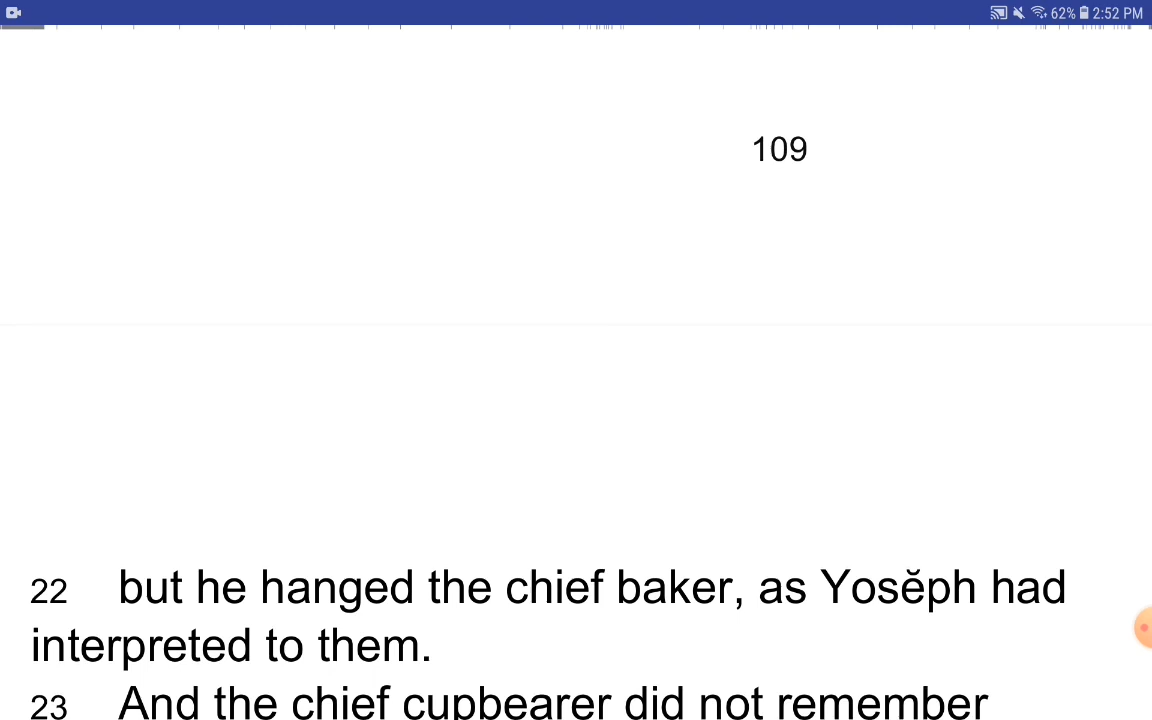 62% 2:52 PM
109
22 but he hanged the chief baker, as Yosĕph had
interpreted to them.
23 And the chief cupbearer did not remember